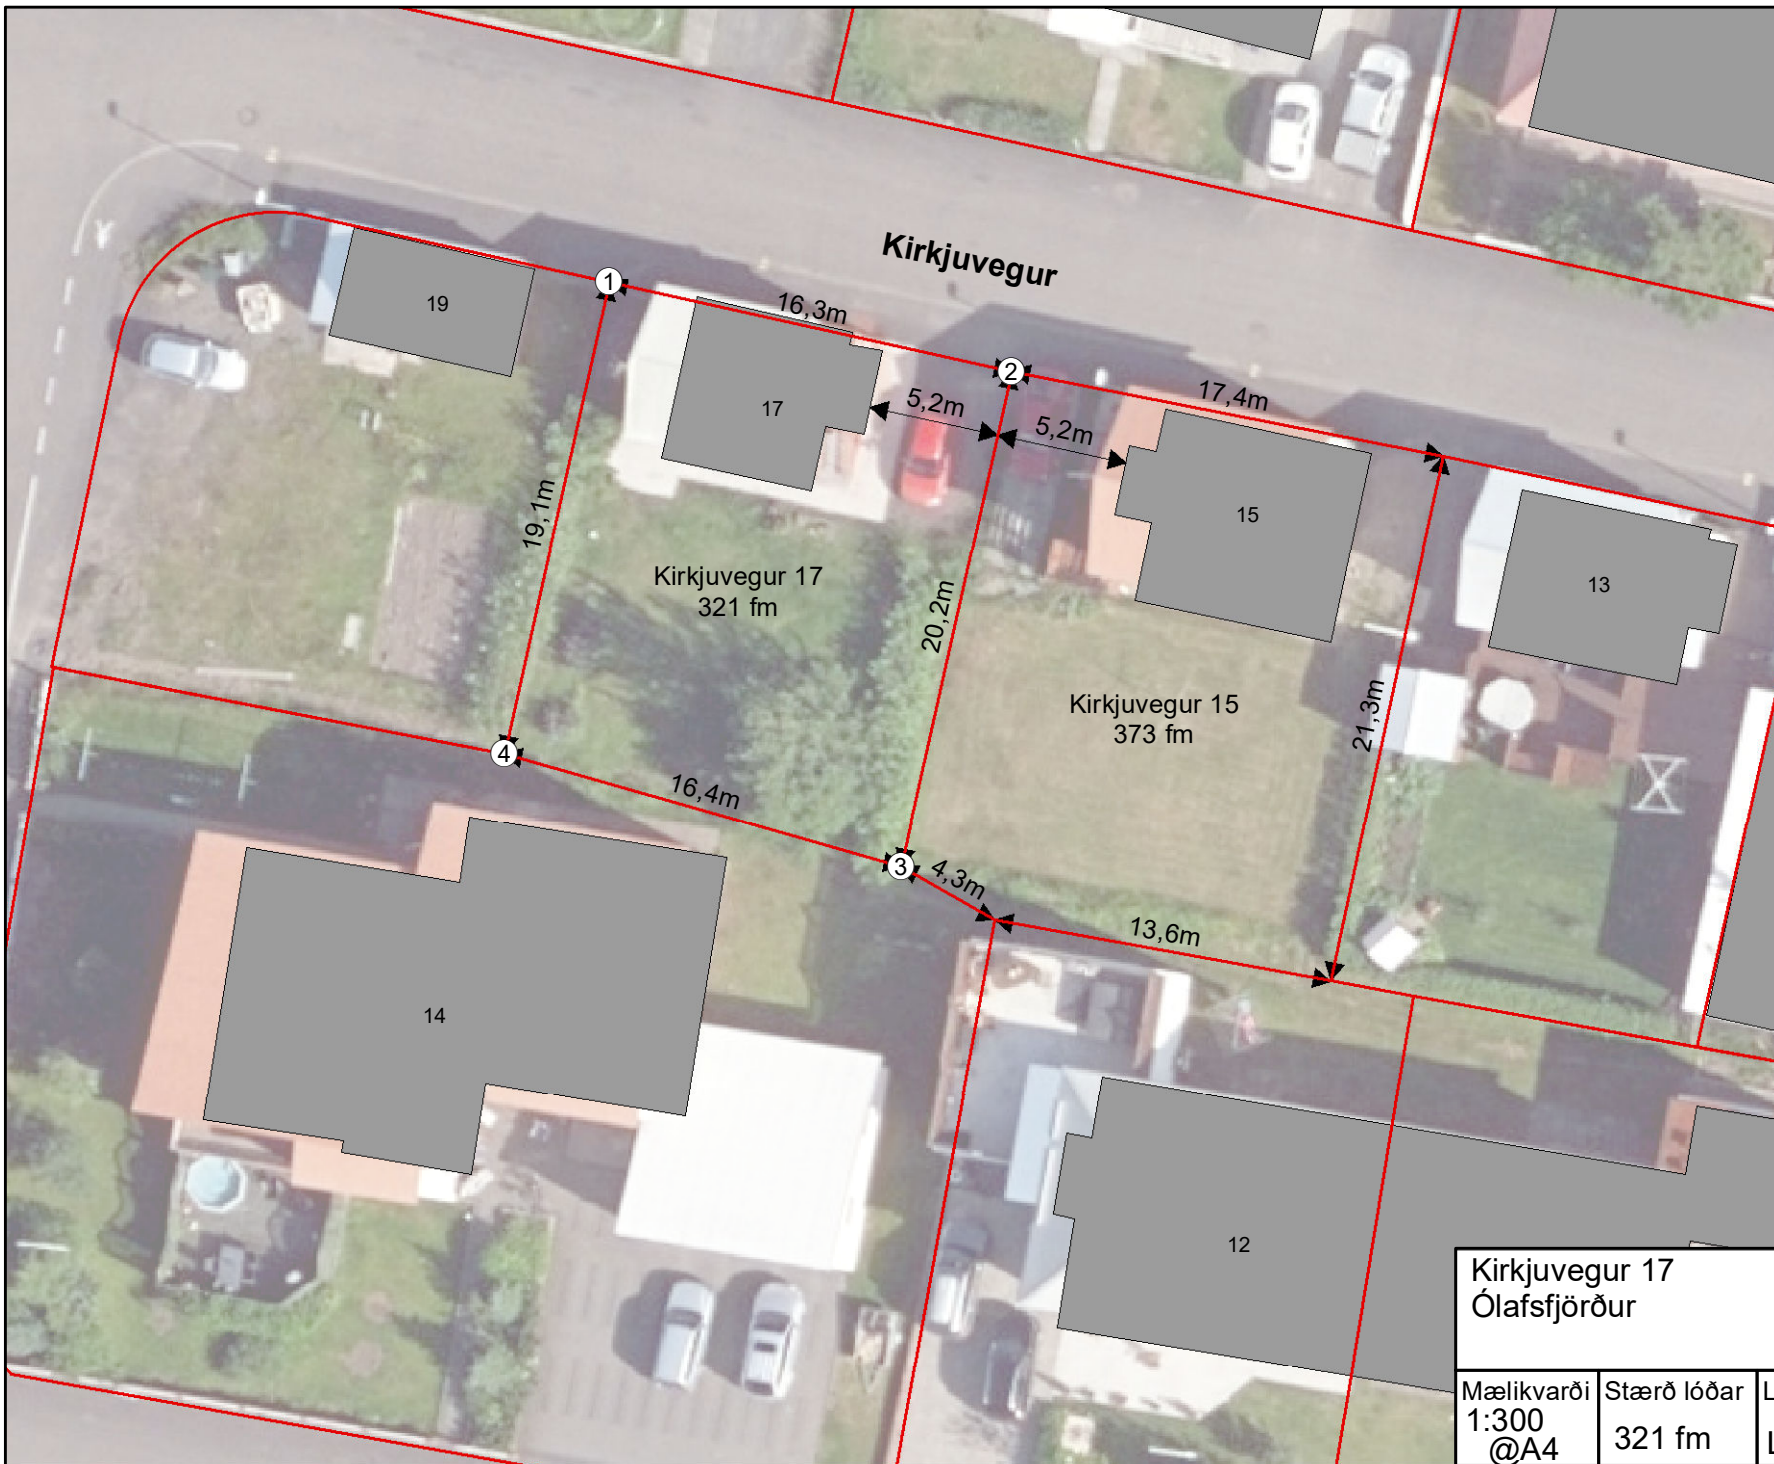 Kirkjuvegur
1
16,3m
19
2
17,4m
17
5,2m
5,2m
15
19,1m
13
Kirkjuvegur 17
321 fm
20,2m
Kirkjuvegur 15
373 fm
21,3m
4
16,4m
3
4,3m
13,6m
14
12
Kirkjuvegur 17
Ólafsfjörður
Mælikvarði
1:300
@A4
Stærð lóðar
321 fm
L
L